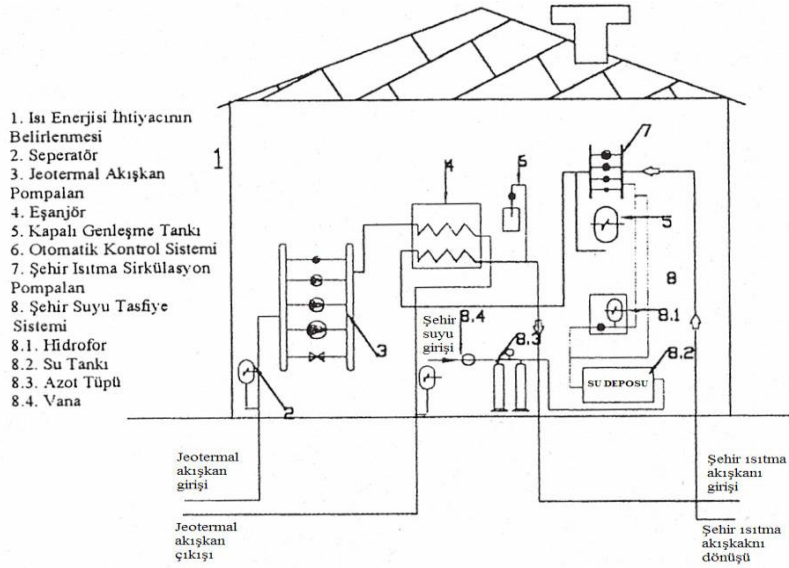 1. Isı Enerjisi İhtiyacının
Belirlenmesi
2. Seperatör
3. Jeotermal Akışkan
Pompaları
4. Eşanjör
5. Kapalı Genleşme Tankı
6. Otomatik Kontrol Sistemi
7. Şehir Isıtma Sirkülasyon
Pompaları
8. Şehir Suyu Tasfiye
Sistemi
8.1. Hidrofor
8.2. Su Tankı
8.3. Azot Tüpü
8.4. Vana
1
4
6
7
5
8
8.1
Şehir
suyu
girişi
8.4
8.3
8.2
SU DEPOSU
3
2
Jeotermal
akışkan
girişi
Jeotermal
akışkan
çıkışı
Şehir ısıtma
akışkanı
girişi
Şehir ısıtma
akışkaknı
dönüşü